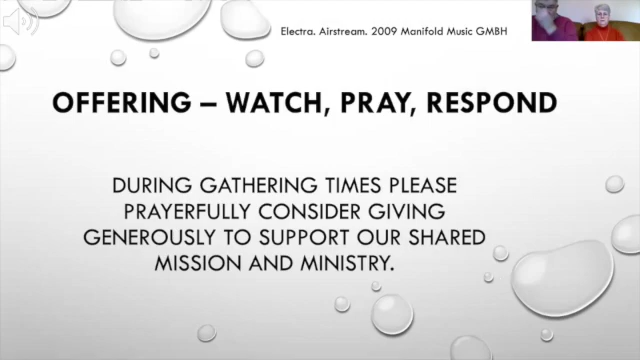 Electra. Airstream. 2009 Manifold Music GMBH
OFFERING – WATCH, PRAY, RESPOND
DURING GATHERING TIMES PLEASE
PRAYERFULLY CONSIDER GIVING
GENEROUSLY TO SUPPORT OUR SHARED
MISSION AND MINISTRY.